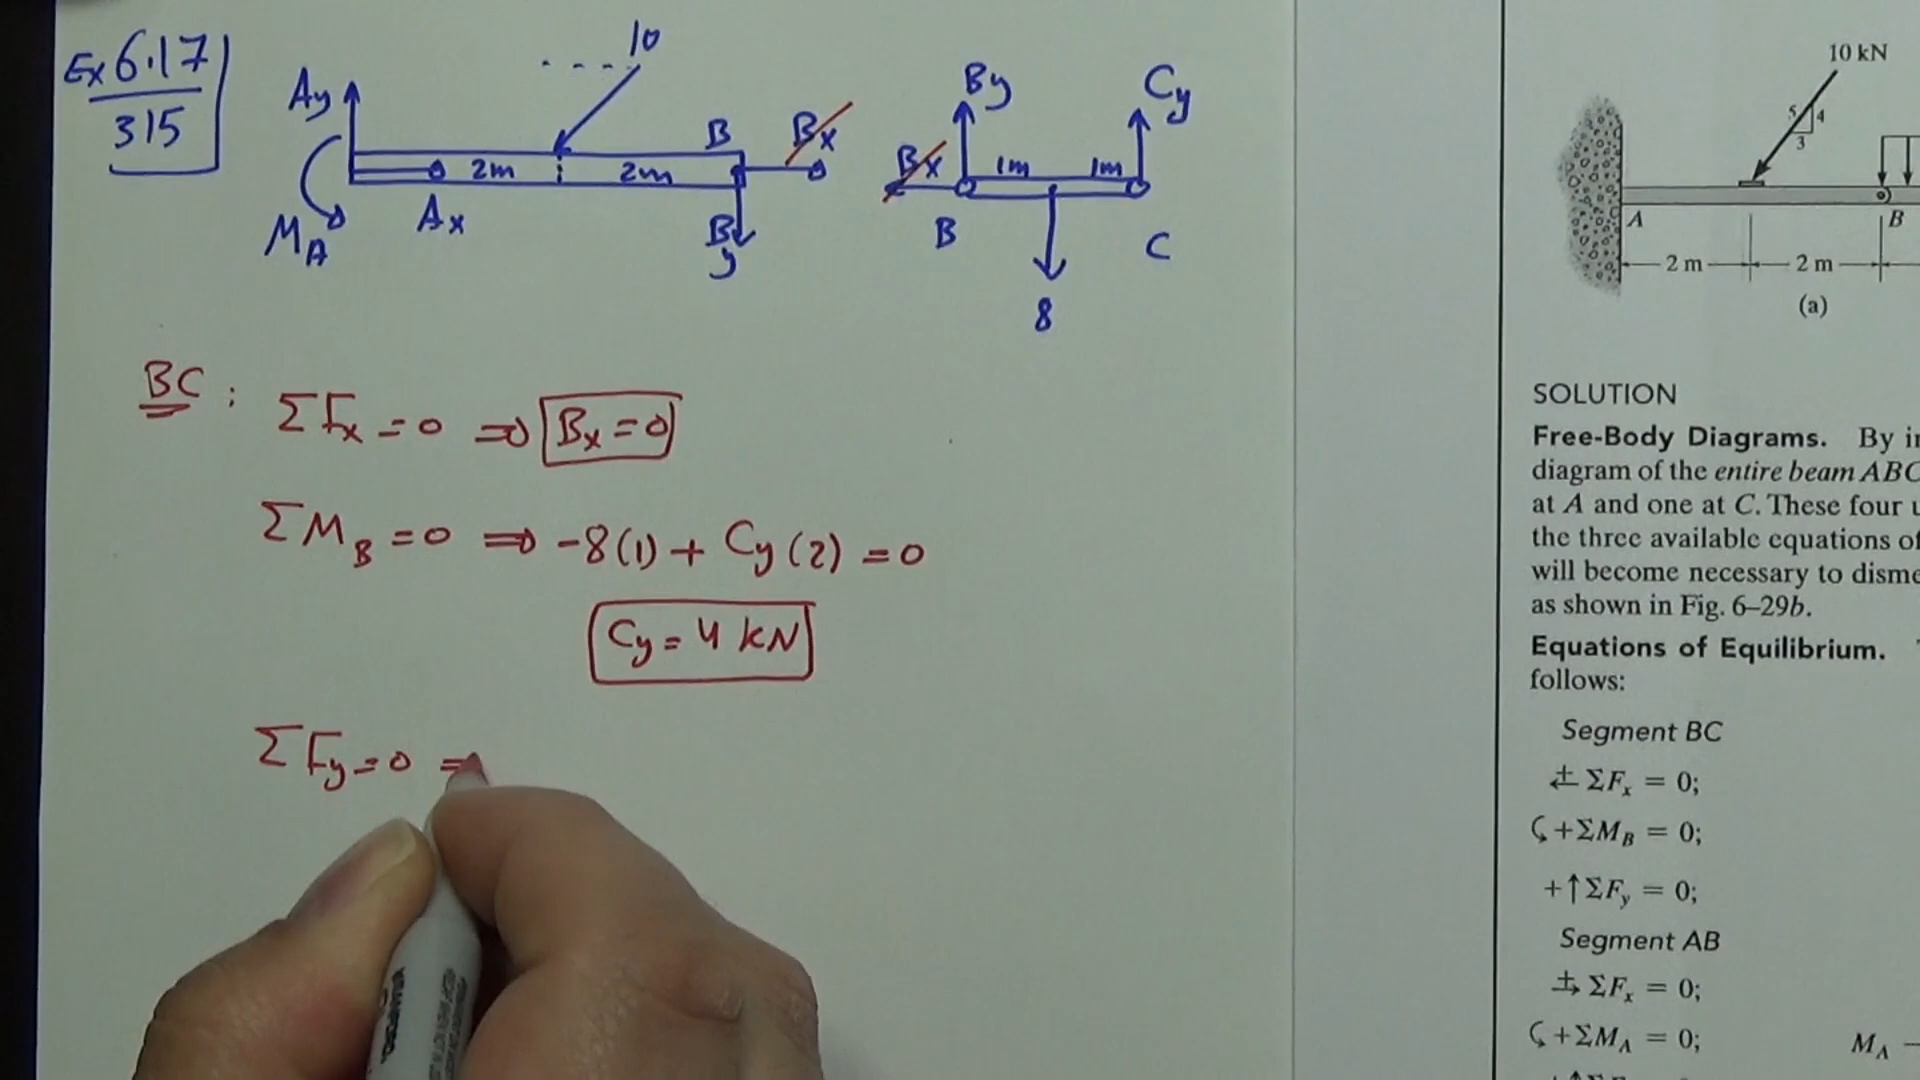 Ex 6.17
315
Ay
MA
Ax
2m
2m
10
B
Bx
By
By
Bx
B
1m
1m
Cy
C
8
BC : ΣFx = 0 ⇒ Bx = 0
ΣMB = 0 ⇒ -8(1) + Cy(2) = 0
Cy = 4 kN
ΣFy = 0 =
10 kN
5
4
3
A
B
2 m
2 m
(a)
SOLUTION
Free-Body Diagrams. By
diagram of the entire beam ABC
at A and one at C. These four
the three available equations
will become necessary to
as shown in Fig. 6–29b.
Equations of Equilibrium.
follows:
Segment BC
ΣFx = 0;
↺+ΣMB = 0;
+↑ΣFy = 0;
Segment AB
ΣFx = 0;
↺+ΣMA = 0;
MA −